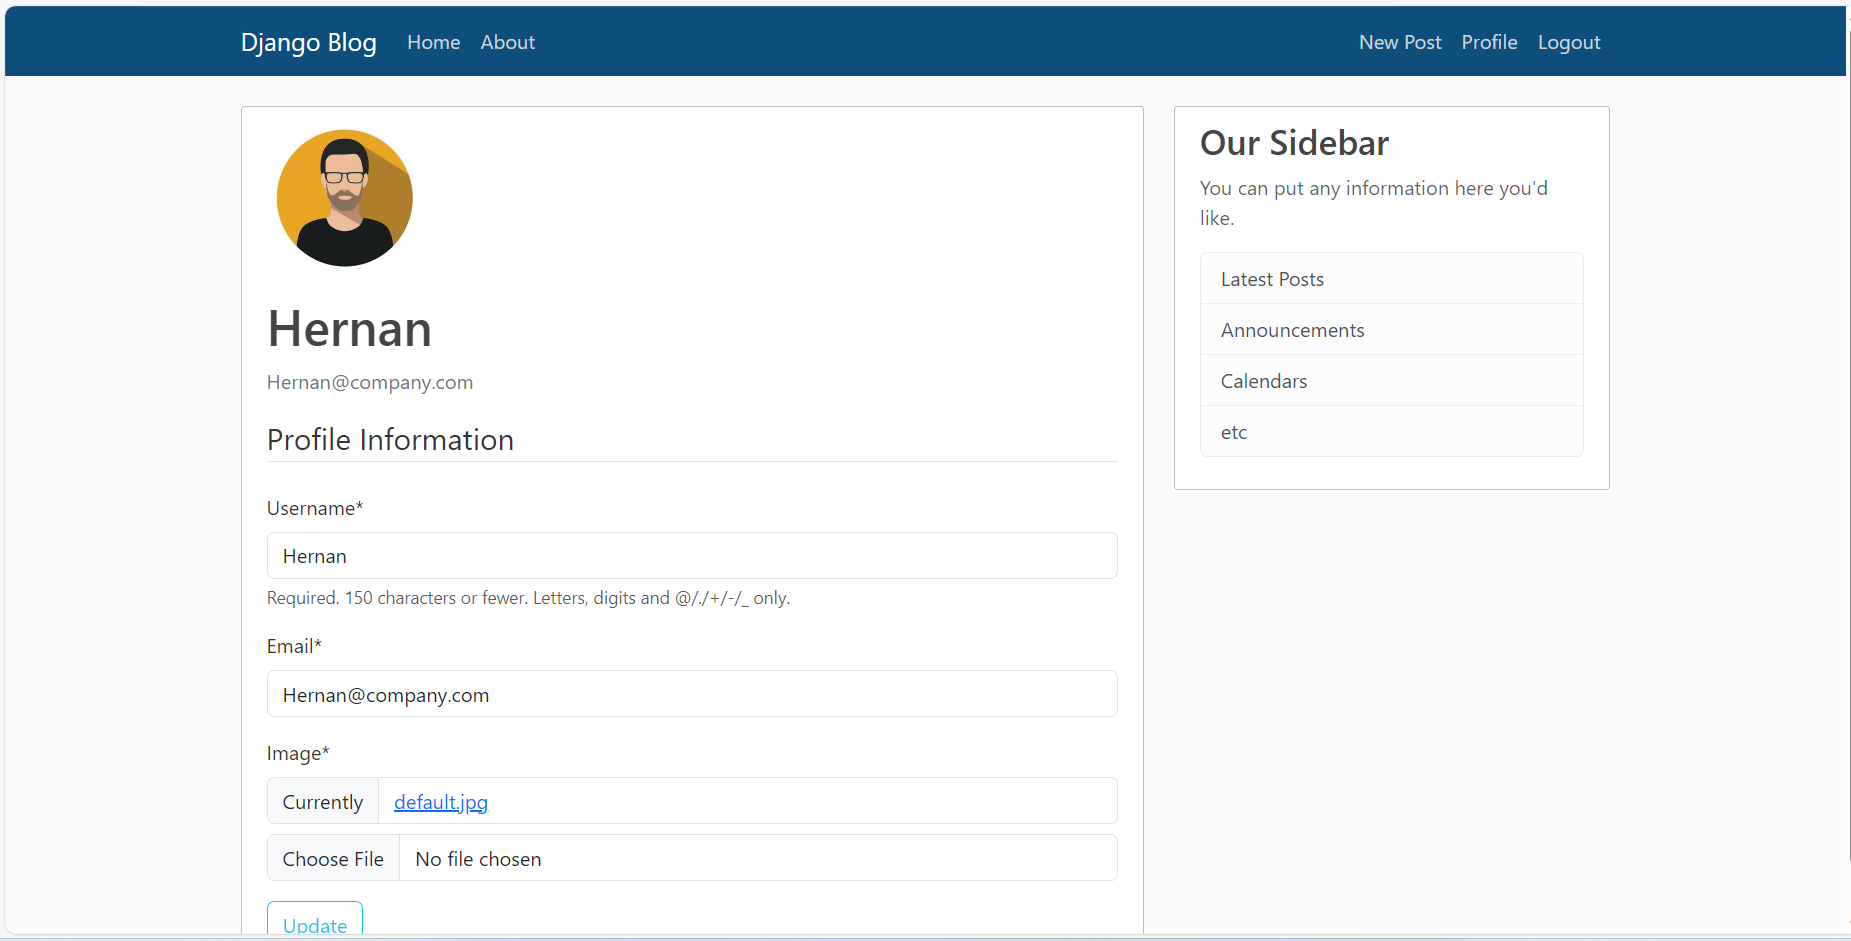 Django Blog Home About New Post Profile Logout
Hernan
Hernan@company.com
Profile Information
Username*
Hernan
Required. 150 characters or fewer. Letters, digits and @/./+/-/_ only.
Email*
Hernan@company.com
Image*
Currently default.jpg
Choose File No file chosen
Update
Our Sidebar
You can put any information here you'd
like.
Latest Posts
Announcements
Calendars
etc